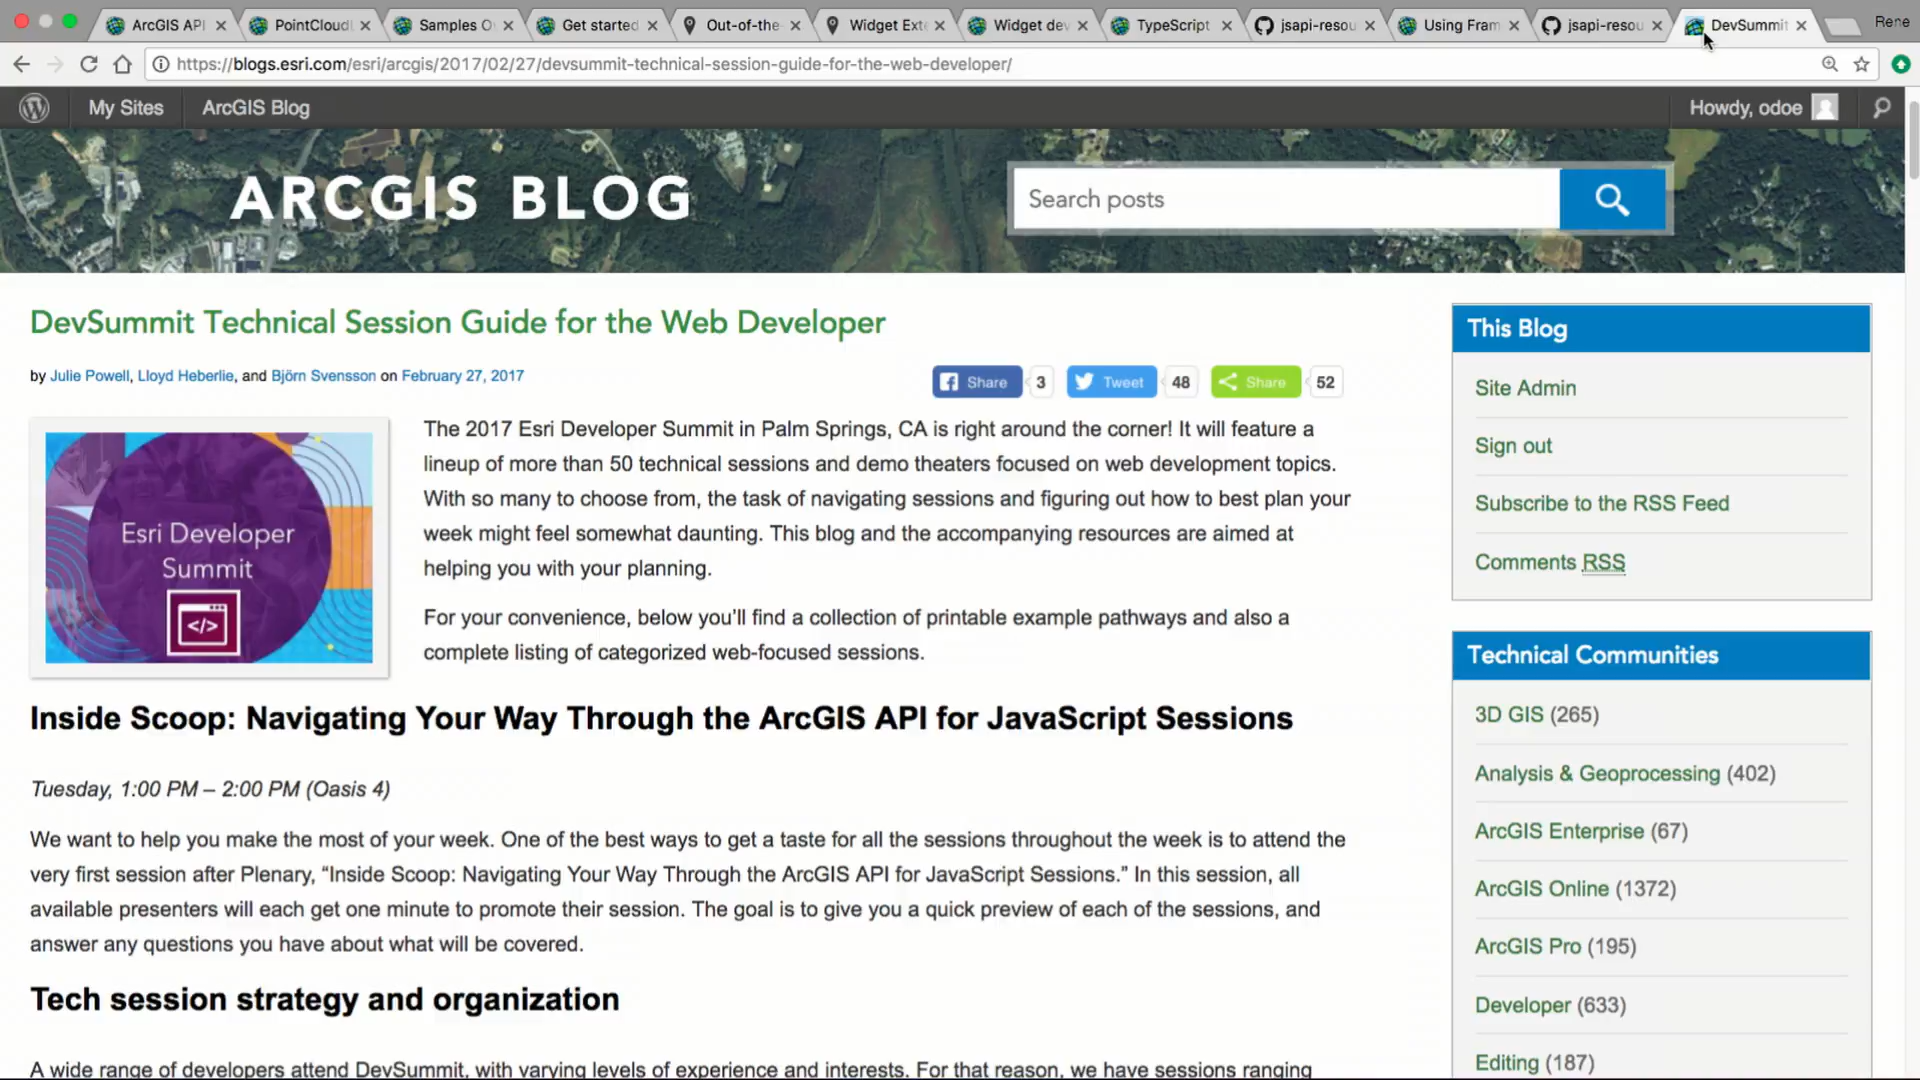 ArcGIS API
PointCloudL
Samples Ov
Get started
Out-of-the-
Widget Exte
Widget dev
TypeScript
jsapi-resou
Using Fram
jsapi-resou
DevSummit
Rene
https://blogs.esri.com/esri/arcgis/2017/02/27/devsummit-technical-session-guide-for-the-web-developer/
My Sites
ArcGIS Blog
Howdy, odoe
ARCGIS BLOG
Search posts
DevSummit Technical Session Guide for the Web Developer
by Julie Powell, Lloyd Heberlie, and Björn Svensson on February 27, 2017
Share 3
Tweet 48
Share 52
Esri Developer
Summit
</>
The 2017 Esri Developer Summit in Palm Springs, CA is right around the corner! It will feature a
lineup of more than 50 technical sessions and demo theaters focused on web development topics.
With so many to choose from, the task of navigating sessions and figuring out how to best plan your
week might feel somewhat daunting. This blog and the accompanying resources are aimed at
helping you with your planning.
For your convenience, below you'll find a collection of printable example pathways and also a
complete listing of categorized web-focused sessions.
Inside Scoop: Navigating Your Way Through the ArcGIS API for JavaScript Sessions
Tuesday, 1:00 PM – 2:00 PM (Oasis 4)
We want to help you make the most of your week. One of the best ways to get a taste for all the sessions throughout the week is to attend the
very first session after Plenary, “Inside Scoop: Navigating Your Way Through the ArcGIS API for JavaScript Sessions.” In this session, all
available presenters will each get one minute to promote their session. The goal is to give you a quick preview of each of the sessions, and
answer any questions you have about what will be covered.
Tech session strategy and organization
A wide range of developers attend DevSummit, with varying levels of experience and interests. For that reason, we have sessions ranging
This Blog
Site Admin
Sign out
Subscribe to the RSS Feed
Comments RSS
Technical Communities
3D GIS (265)
Analysis & Geoprocessing (402)
ArcGIS Enterprise (67)
ArcGIS Online (1372)
ArcGIS Pro (195)
Developer (633)
Editing (187)